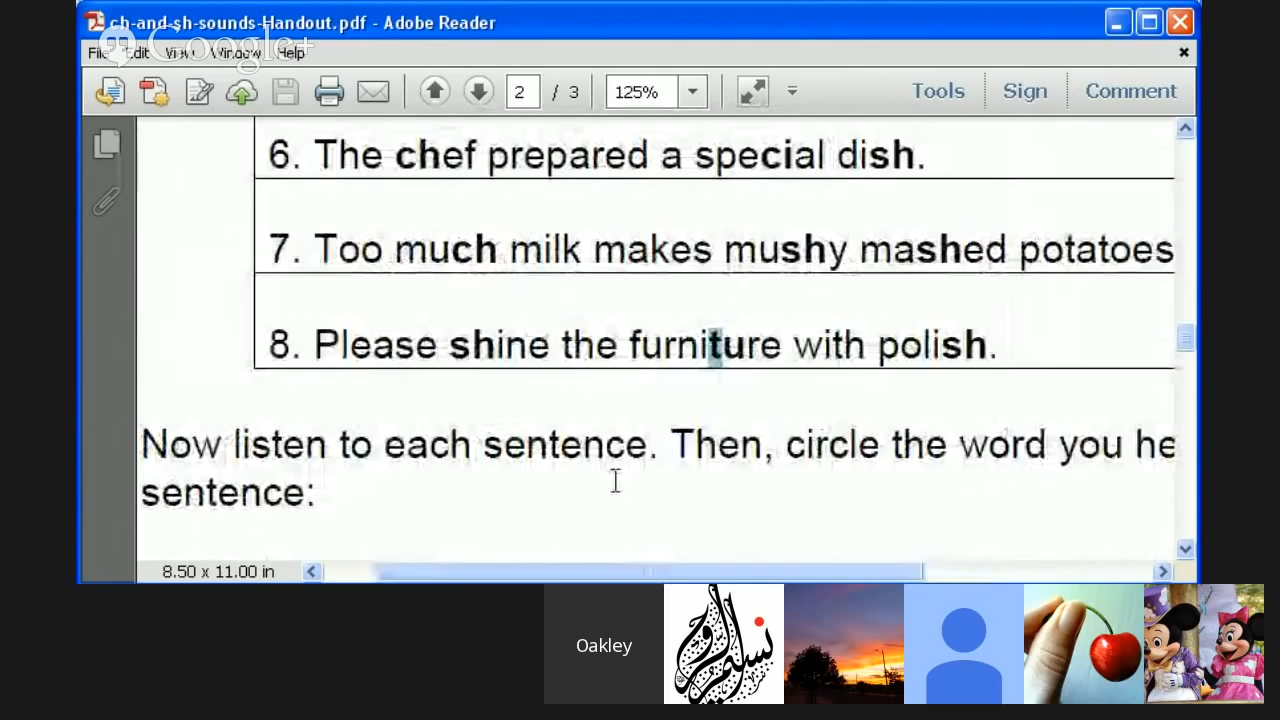 ch-and-sh-sounds-Handout.pdf - Adobe Reader
Google+
File Edit View Window Help
2 / 3 125% Tools Sign Comment
6. The chef prepared a special dish.
7. Too much milk makes mushy mashed potatoes
8. Please shine the furniture with polish.
Now listen to each sentence. Then, circle the word you he
sentence:
8.50 x 11.00 in
Oakley